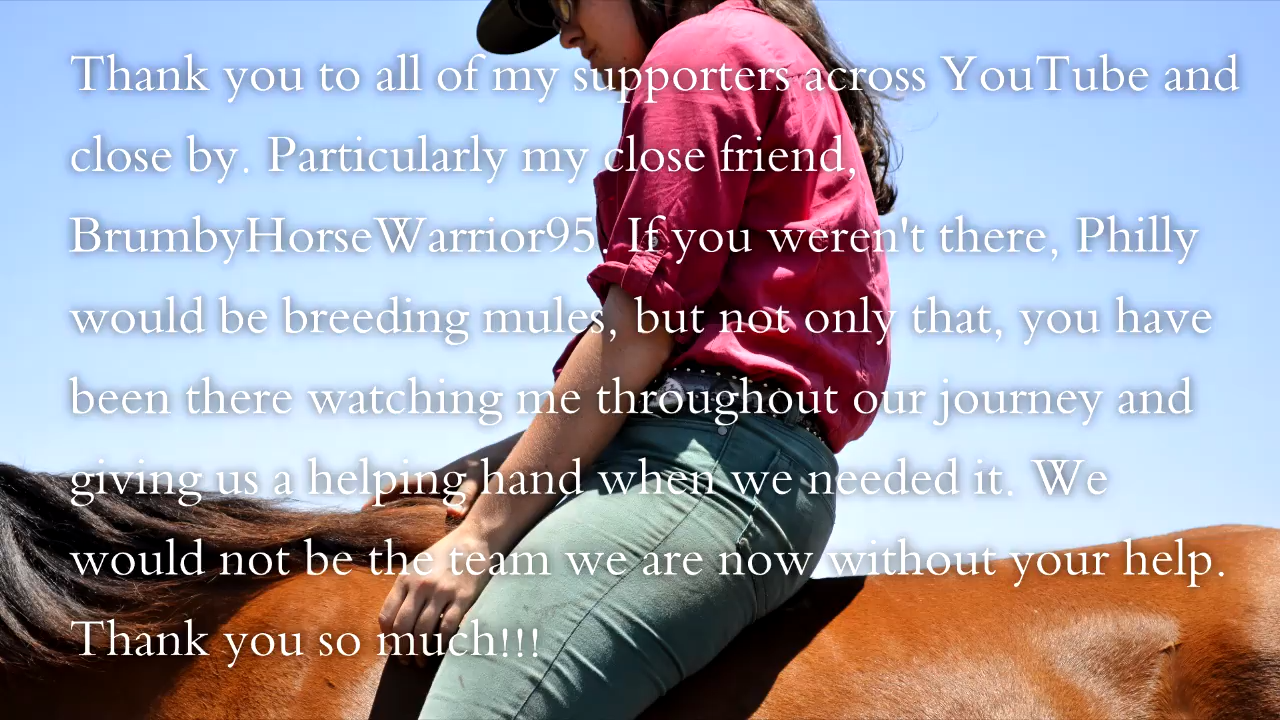 Thank you to all of my supporters across YouTube and
close by. Particularly my close friend,
BrumbyHorseWarrior95. If you weren't there, Philly
would be breeding mules, but not only that, you have
been there watching me throughout our journey and
giving us a helping hand when we needed it. We
would not be the team we are now without your help.
Thank you so much!!!